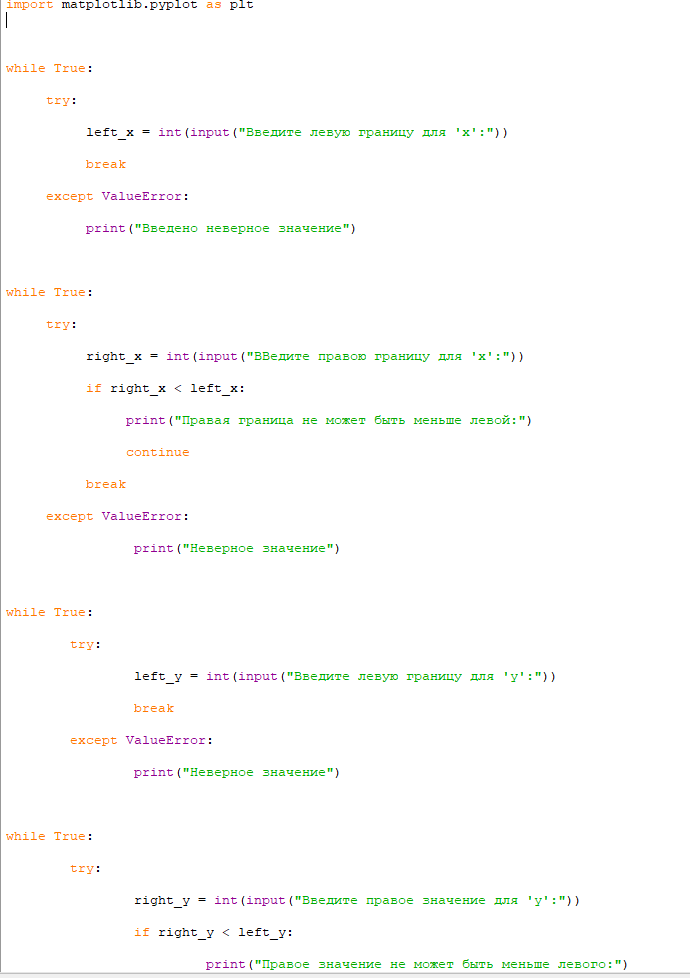 import matplotlib.pyplot as plt
while True:
try:
left_x = int(input("Введите левую границу для 'x':"))
break
except ValueError:
print("Введено неверное значение")
while True:
try:
right_x = int(input("ВВедите правою границу для 'x':"))
if right_x < left_x:
print("Правая граница не может быть меньше левой:")
continue
break
except ValueError:
print("Неверное значение")
while True:
try:
left_y = int(input("Введите левую границу для 'y':"))
break
except ValueError:
print("Неверное значение")
while True:
try:
right_y = int(input("Введите правое значение для 'y':"))
if right_y < left_y:
print("Правое значение не может быть меньше левого:")